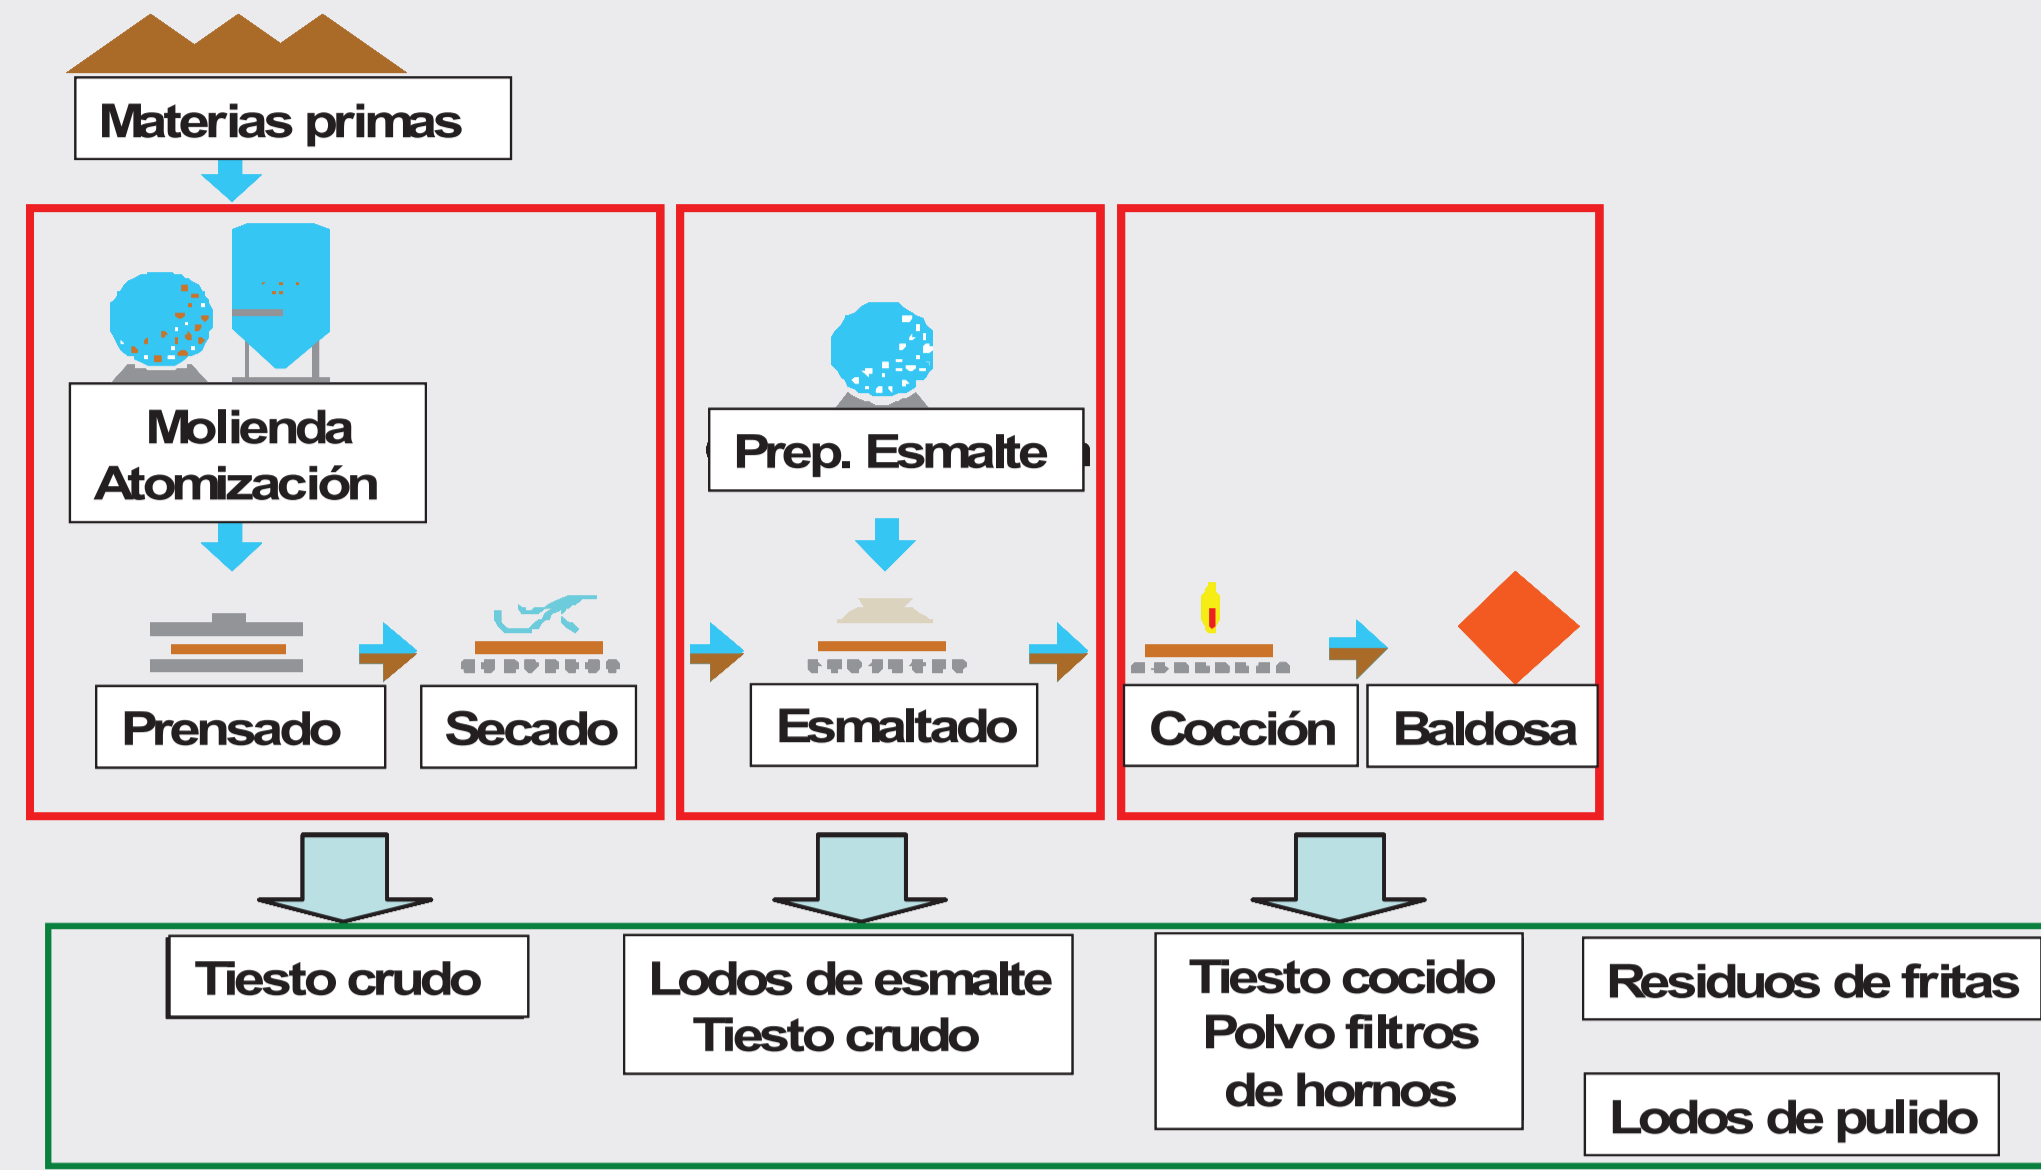 Materias primas
Molienda
Atomización
Prep. Esmalte
Prensado
Secado
Esmaltado
Cocción
Baldosa
Tiesto crudo
Lodos de esmalte
Tiesto crudo
Tiesto cocido
Polvo filtros
de hornos
Residuos de fritas
Lodos de pulido